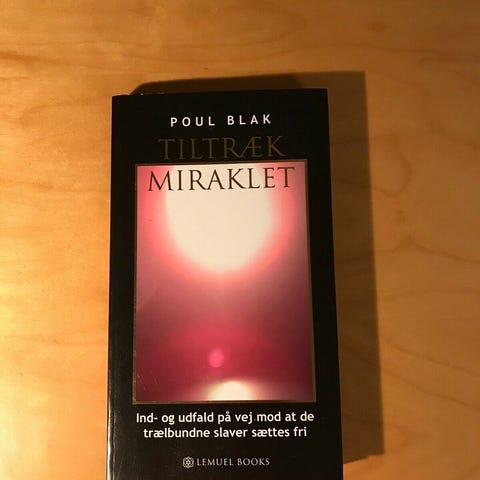 POUL BLAK
TILTRÆK
MIRAKLET
Ind- og udfald på vej mod at de
trælbundne slaver sættes fri
LEMUEL BOOKS